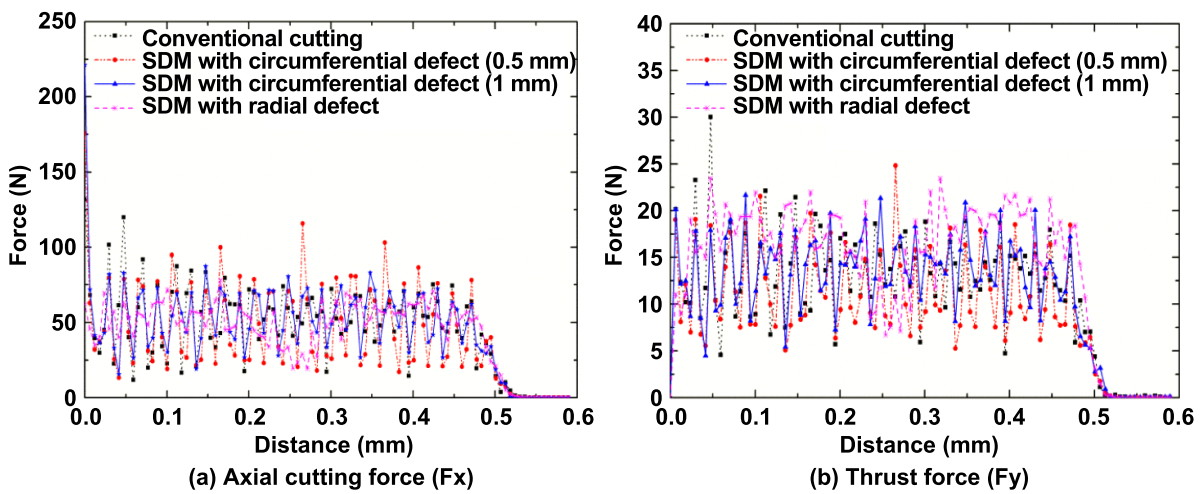 250
200
150
100
50
0
Force (N)
Conventional cutting
SDM with circumferential defect (0.5 mm)
SDM with circumferential defect (1 mm)
SDM with radial defect
0.0 0.1 0.2 0.3 0.4 0.5 0.6
Distance (mm)
(a) Axial cutting force (Fx)
40
35
30
25
20
15
10
5
0
Force (N)
Conventional cutting
SDM with circumferential defect (0.5 mm)
SDM with circumferential defect (1 mm)
SDM with radial defect
0.0 0.1 0.2 0.3 0.4 0.5 0.6
Distance (mm)
(b) Thrust force (Fy)